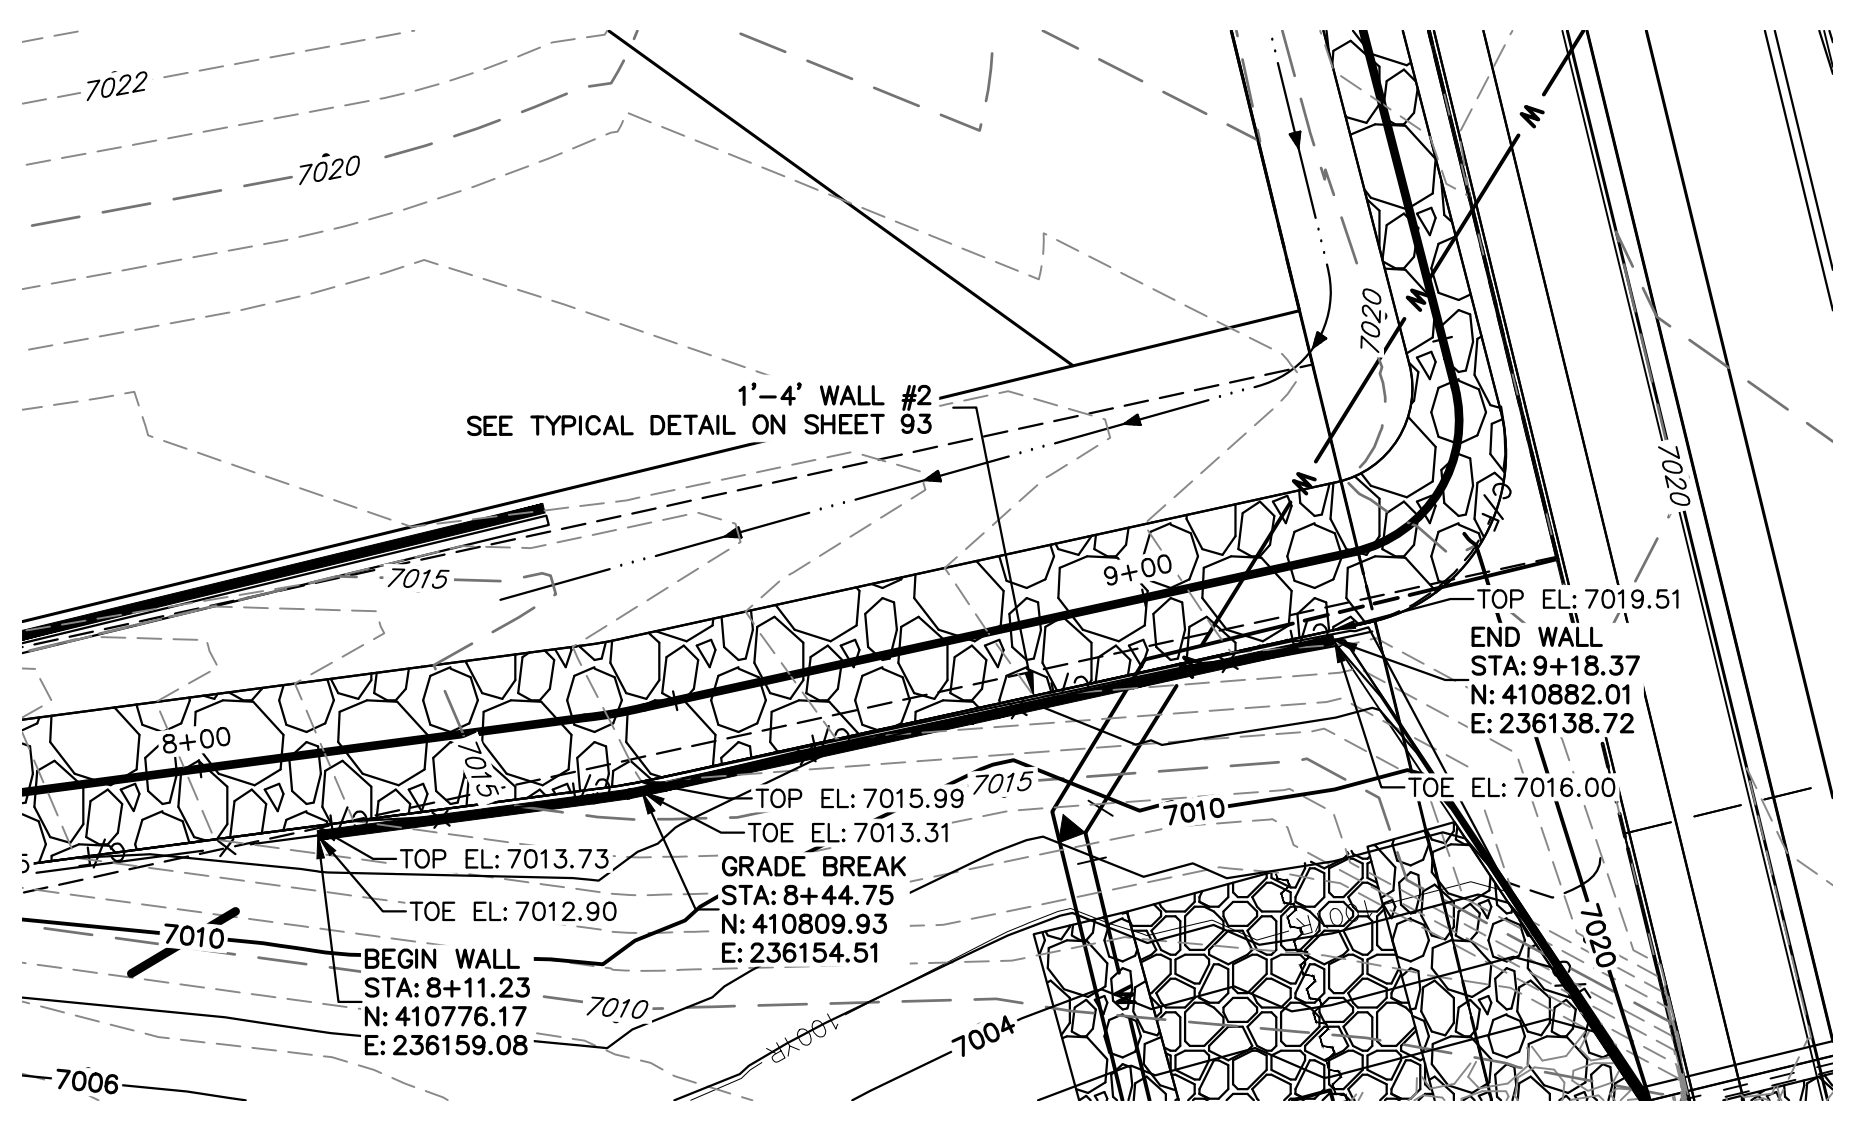 7022
7020
W
W
7020
1'-4' WALL #2
SEE TYPICAL DETAIL ON SHEET 93
W
7020
C/F
7015
9+00
TOP EL: 7019.51
END WALL
STA: 9+18.37
N: 410882.01
E: 236138.72
8+00
7015
TOP EL: 7015.99
7015
TOE EL: 7016.00
7010
TOE EL: 7013.31
TOP EL: 7013.73
GRADE BREAK
STA: 8+44.75
N: 410809.93
E: 236154.51
TOE EL: 7012.90
7010
7020
BEGIN WALL
STA: 8+11.23
N: 410776.17
E: 236159.08
7010
W
100YR
7004
7006